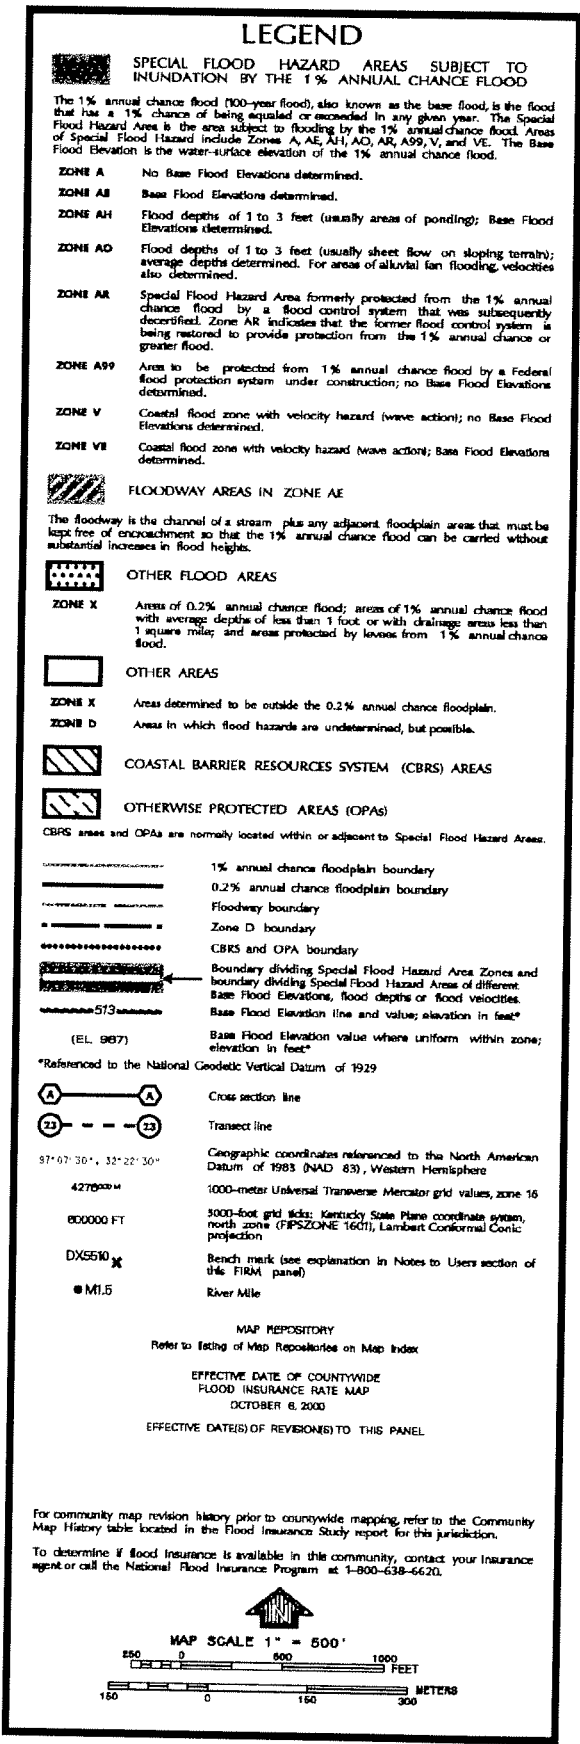 LEGEND
SPECIAL FLOOD HAZARD AREAS SUBJECT TO
INUNDATION BY THE 1% ANNUAL CHANCE FLOOD
The 1% annual chance flood (100-year flood), also known as the base flood, is the flood
that has a 1% chance of being equaled or exceeded in any given year. The Special
Flood Hazard Area is the area subject to flooding by the 1% annual chance flood. Areas
of Special Flood Hazard include Zones A, AE, AH, AO, AR, A99, V, and VE. The Base
Flood Elevation is the water-surface elevation of the 1% annual chance flood.
ZONE A No Base Flood Elevations determined.
ZONE AE Base Flood Elevations determined.
ZONE AH Flood depths of 1 to 3 feet (usually areas of ponding); Base Flood
Elevations determined.
ZONE AO Flood depths of 1 to 3 feet (usually sheet flow on sloping terrain);
average depths determined. For areas of alluvial fan flooding, velocities
also determined.
ZONE AR Special Flood Hazard Area formerly protected from the 1% annual
chance flood by a flood control system that was subsequently
decertified. Zone AR indicates that the former flood control system is
being restored to provide protection from the 1% annual chance or
greater flood.
ZONE A99 Area to be protected from 1% annual chance flood by a Federal
flood protection system under construction; no Base Flood Elevations
determined.
ZONE V Coastal flood zone with velocity hazard (wave action); no Base Flood
Elevations determined.
ZONE VE Coastal flood zone with velocity hazard (wave action); Base Flood Elevations
determined.
FLOODWAY AREAS IN ZONE AE
The floodway is the channel of a stream plus any adjacent floodplain areas that must be
kept free of encroachment so that the 1% annual chance flood can be carried without
substantial increases in flood heights.
OTHER FLOOD AREAS
ZONE X Areas of 0.2% annual chance flood; areas of 1% annual chance flood
with average depths of less than 1 foot or with drainage areas less than
1 square mile; and areas protected by levees from 1% annual chance
flood.
OTHER AREAS
ZONE X Areas determined to be outside the 0.2% annual chance floodplain.
ZONE D Areas in which flood hazards are undetermined, but possible.
COASTAL BARRIER RESOURCES SYSTEM (CBRS) AREAS
OTHERWISE PROTECTED AREAS (OPAs)
CBRS areas and OPAs are normally located within or adjacent to Special Flood Hazard Areas.
1% annual chance floodplain boundary
0.2% annual chance floodplain boundary
Floodway boundary
Zone D boundary
CBRS and OPA boundary
Boundary dividing Special Flood Hazard Area Zones and
boundary dividing Special Flood Hazard Areas of different
Base Flood Elevations, flood depths or flood velocities.
513 Base Flood Elevation line and value; elevation in feet*
(EL 987) Base Flood Elevation value where uniform within zone;
elevation in feet*
*Referenced to the National Geodetic Vertical Datum of 1929
A A Cross section line
23 23 Transect line
97°07'30", 32°22'30" Geographic coordinates referenced to the North American
Datum of 1983 (NAD 83), Western Hemisphere
4276000 M 1000-meter Universal Transverse Mercator grid values, zone 16
600000 FT 5000-foot grid ticks: Kentucky State Plane coordinate system,
north zone (FIPSZONE 1601), Lambert Conformal Conic
projection
DX5510 x Bench mark (see explanation in Notes to Users section of
this FIRM panel)
M1.5 River Mile
MAP REPOSITORY
Refer to listing of Map Repositories on Map Index
EFFECTIVE DATE OF COUNTYWIDE
FLOOD INSURANCE RATE MAP
OCTOBER 6, 2000
EFFECTIVE DATE(S) OF REVISION(S) TO THIS PANEL
For community map revision history prior to countywide mapping, refer to the Community
Map History table located in the Flood Insurance Study report for this jurisdiction.
To determine if flood insurance is available in this community, contact your Insurance
agent or call the National Flood Insurance Program at 1-800-638-6620.
N
MAP SCALE 1" = 500'
250 0 500 1000
FEET
METERS
150 0 150 300